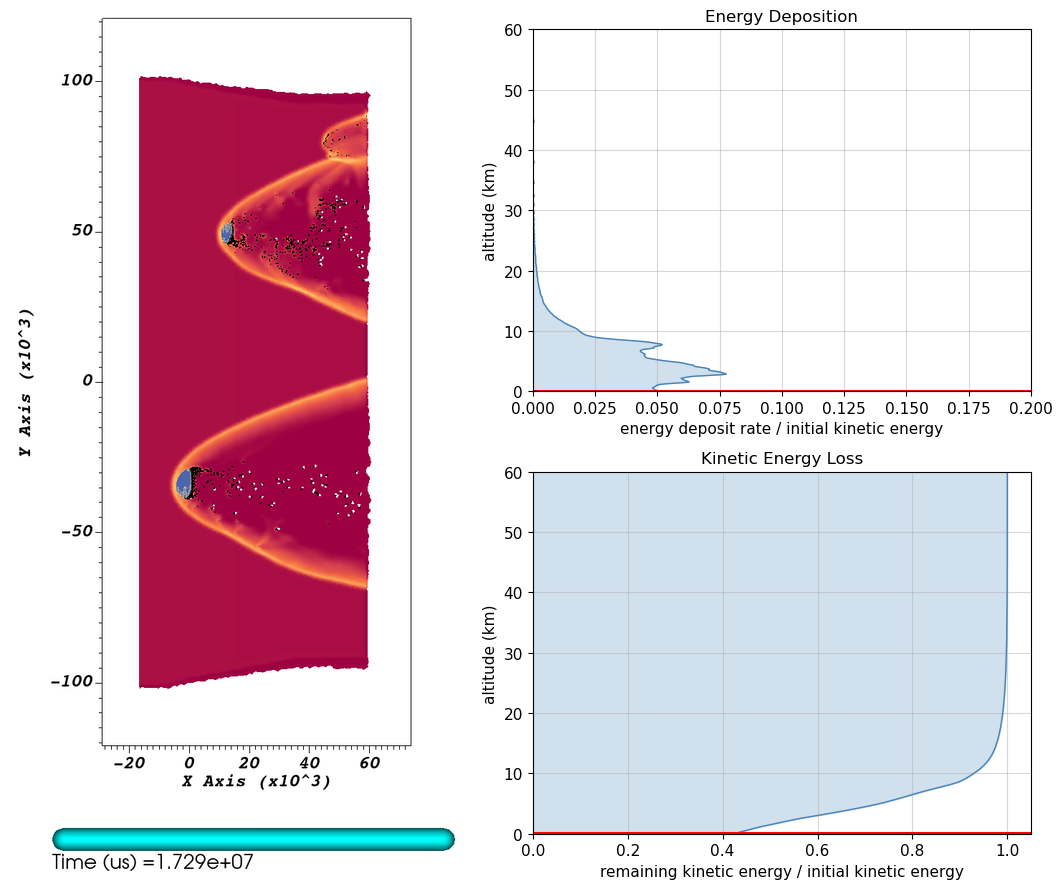 100
50
0
−50
−100
Y Axis (x10^3)
−20 0 20 40 60
X Axis (x10^3)
Time (us) =1.729e+07
Energy Deposition
60
50
40
30
20
10
0
altitude (km)
0.000 0.025 0.050 0.075 0.100 0.125 0.150 0.175 0.200
energy deposit rate / initial kinetic energy
Kinetic Energy Loss
60
50
40
30
20
10
0
altitude (km)
0.0 0.2 0.4 0.6 0.8 1.0
remaining kinetic energy / initial kinetic energy